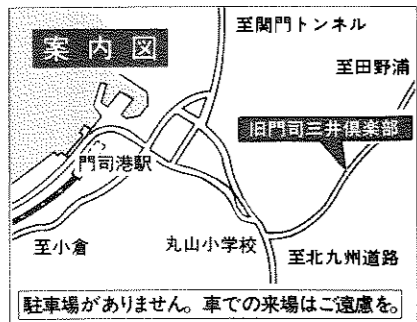 案内図
至関門トンネル
至田野浦
旧門司三井倶楽部
門司港駅
至小倉
丸山小学校
至北九州道路
駐車場がありません。車での来場はご遠慮を。